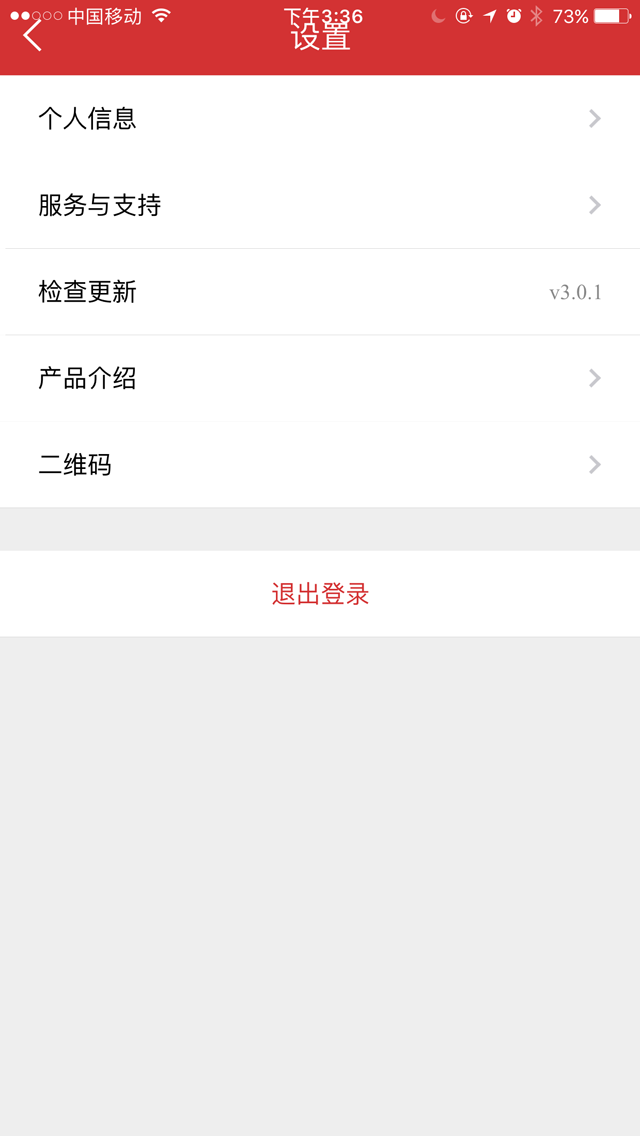 中国移动 下午3:36 73%
设置
个人信息
服务与支持
检查更新 v3.0.1
产品介绍
二维码
退出登录